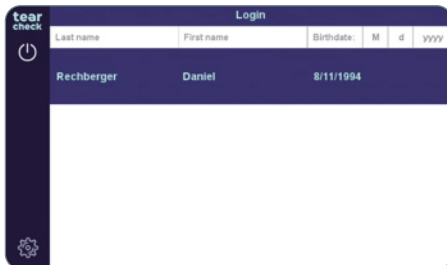 tear
check
Login
Last name First name Birthdate: M d yyyy
Rechberger Daniel 8/11/1994